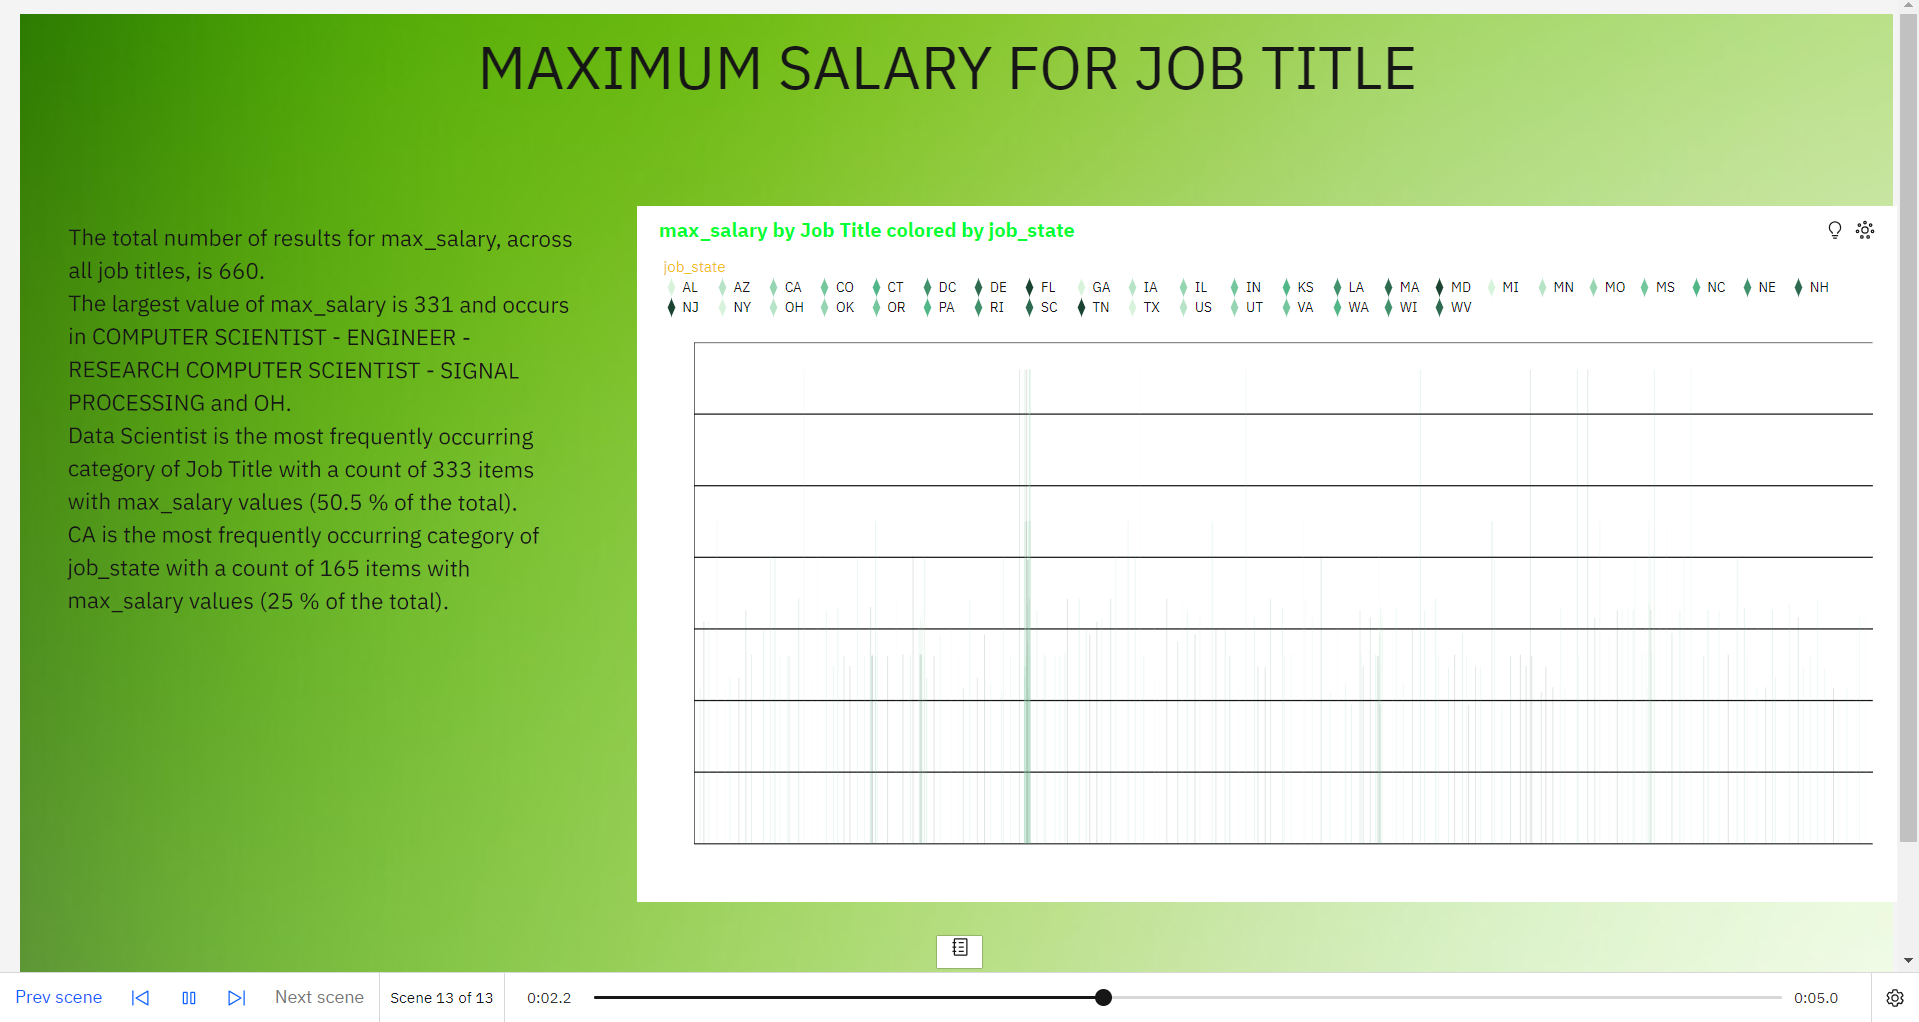 MAXIMUM SALARY FOR JOB TITLE
The total number of results for max_salary, across
all job titles, is 660.
The largest value of max_salary is 331 and occurs
in COMPUTER SCIENTIST - ENGINEER -
RESEARCH COMPUTER SCIENTIST - SIGNAL
PROCESSING and OH.
Data Scientist is the most frequently occurring
category of Job Title with a count of 333 items
with max_salary values (50.5 % of the total).
CA is the most frequently occurring category of
job_state with a count of 165 items with
max_salary values (25 % of the total).
max_salary by Job Title colored by job_state
job_state
AL AZ CA CO CT DC DE FL GA IA IL IN KS LA MA MD MI MN MO MS NC NE NH
NJ NY OH OK OR PA RI SC TN TX US UT VA WA WI WV
Prev scene Next scene Scene 13 of 13 0:02.2 0:05.0